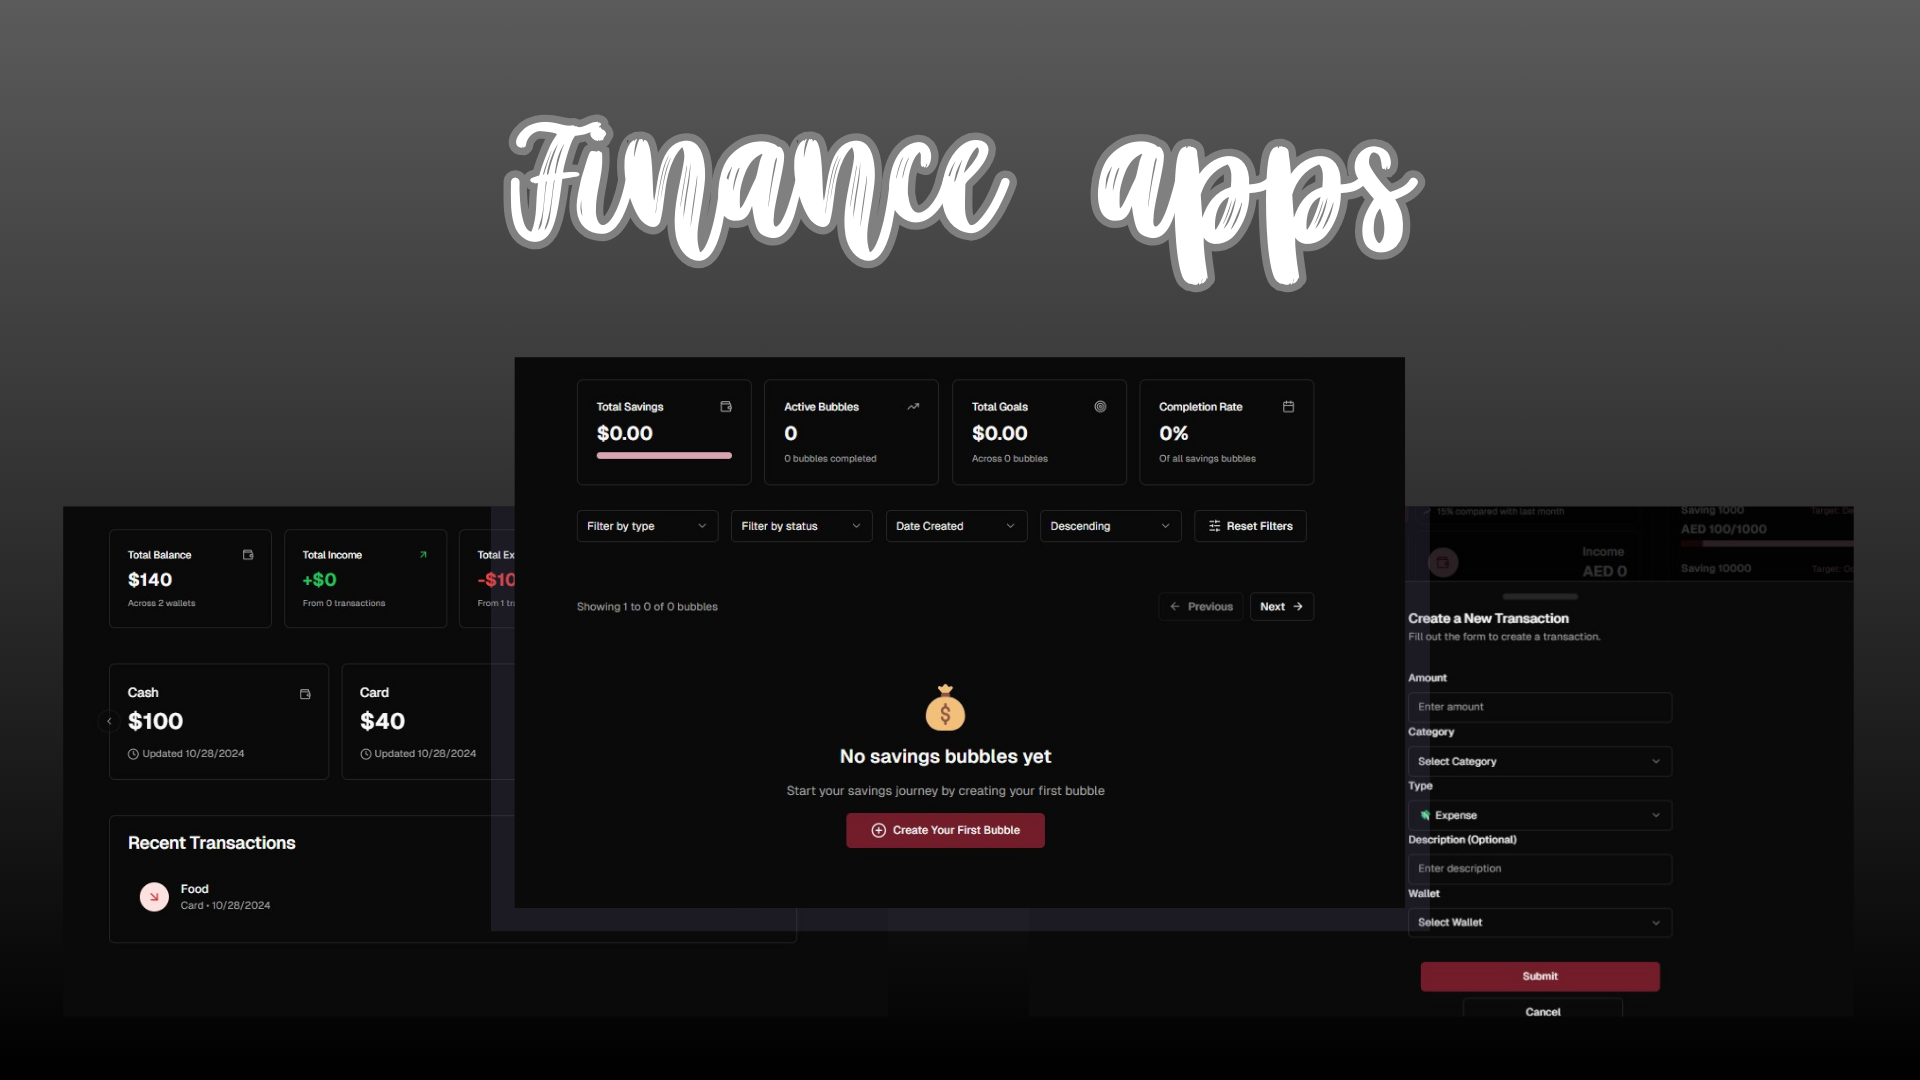 Finance apps
Total Savings
$0.00
Active Bubbles
0
0 bubbles completed
Total Goals
$0.00
Across 0 bubbles
Completion Rate
0%
Of all savings bubbles
Filter by type
Filter by status
Date Created
Descending
Reset Filters
Showing 1 to 0 of 0 bubbles
Previous
Next
$
No savings bubbles yet
Start your savings journey by creating your first bubble
Create Your First Bubble
Total Balance
$140
Across 2 wallets
Total Income
+$0
From 0 transactions
Total Ex
-$10
From 1 tr
Cash
$100
Updated 10/28/2024
Card
$40
Updated 10/28/2024
Recent Transactions
Food
Card • 10/28/2024
15% compared with last month
Income
AED 0
Saving 1000
AED 100/1000
Target:
Saving 10000
Target:
Create a New Transaction
Fill out the form to create a transaction.
Amount
Enter amount
Category
Select Category
Type
Expense
Description (Optional)
Enter description
Wallet
Select Wallet
Submit
Cancel